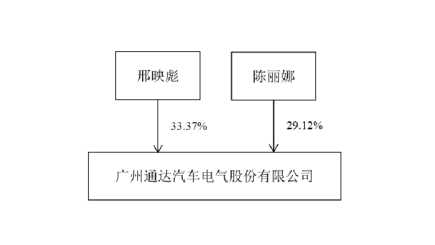 邢映彪
陈丽娜
33.37%
29.12%
广州通达汽车电气股份有限公司